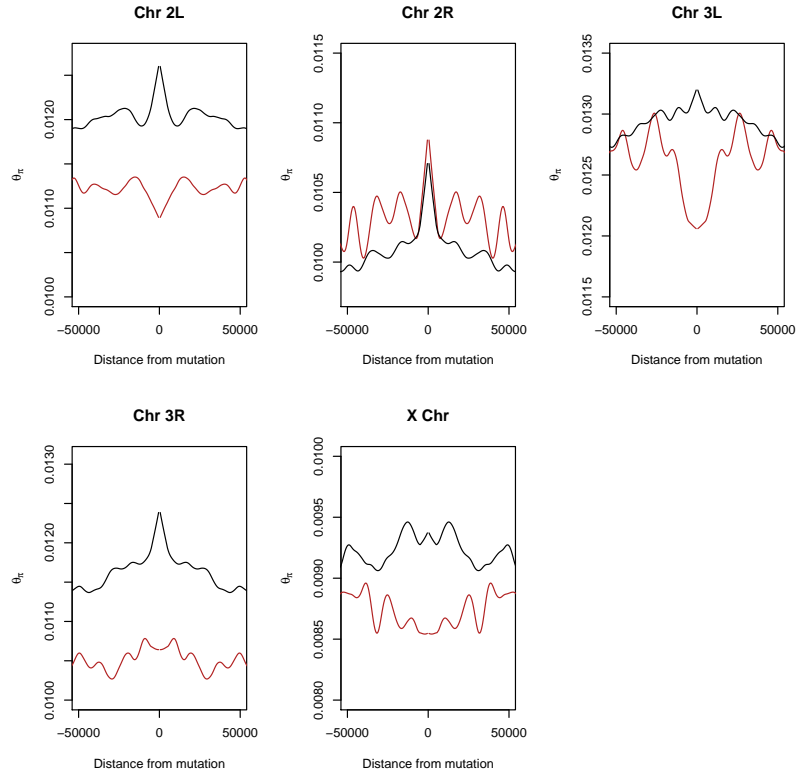 Chr 2L
θπ
0.0100
0.0110
0.0120
−50000 0 50000
Distance from mutation
Chr 2R
θπ
0.0100
0.0105
0.0110
0.0115
−50000 0 50000
Distance from mutation
Chr 3L
θπ
0.0115
0.0120
0.0125
0.0130
0.0135
−50000 0 50000
Distance from mutation
Chr 3R
θπ
0.0100
0.0110
0.0120
0.0130
−50000 0 50000
Distance from mutation
X Chr
θπ
0.0080
0.0085
0.0090
0.0095
0.0100
−50000 0 50000
Distance from mutation